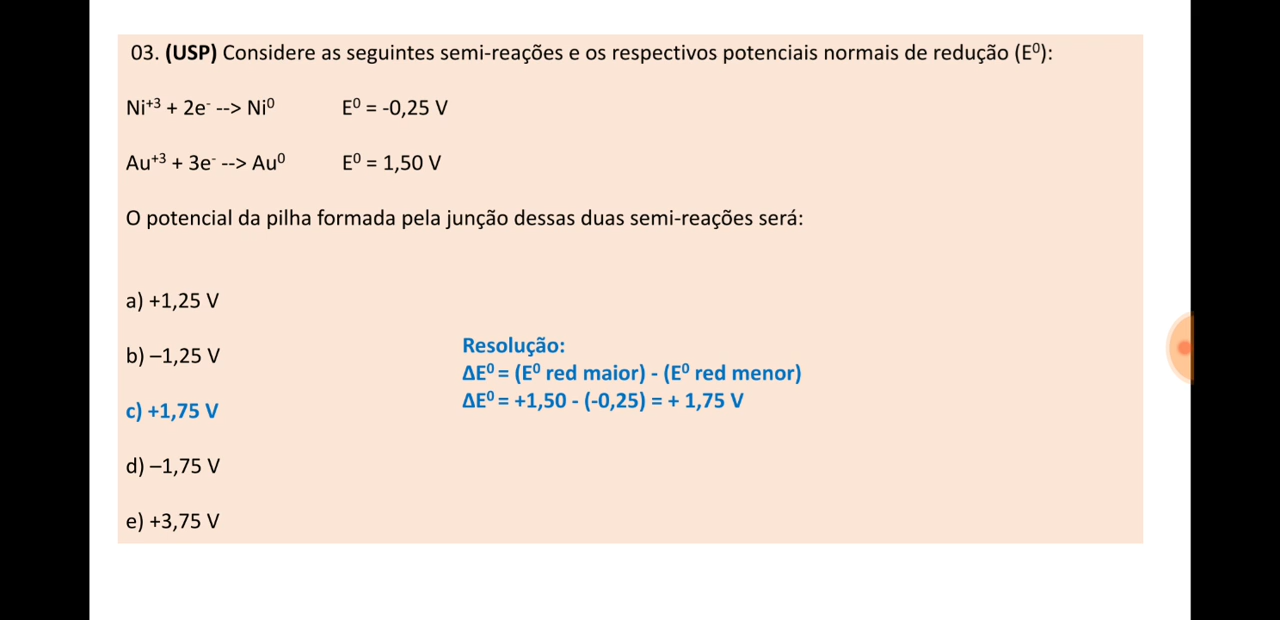 03. (USP) Considere as seguintes semi-reações e os respectivos potenciais normais de redução (E⁰):
Ni⁺³ + 2e⁻ --> Ni⁰ E⁰ = -0,25 V
Au⁺³ + 3e⁻ --> Au⁰ E⁰ = 1,50 V
O potencial da pilha formada pela junção dessas duas semi-reações será:
a) +1,25 V
b) –1,25 V
c) +1,75 V
d) –1,75 V
e) +3,75 V
Resolução:
ΔE⁰ = (E⁰ red maior) - (E⁰ red menor)
ΔE⁰ = +1,50 - (-0,25) = + 1,75 V